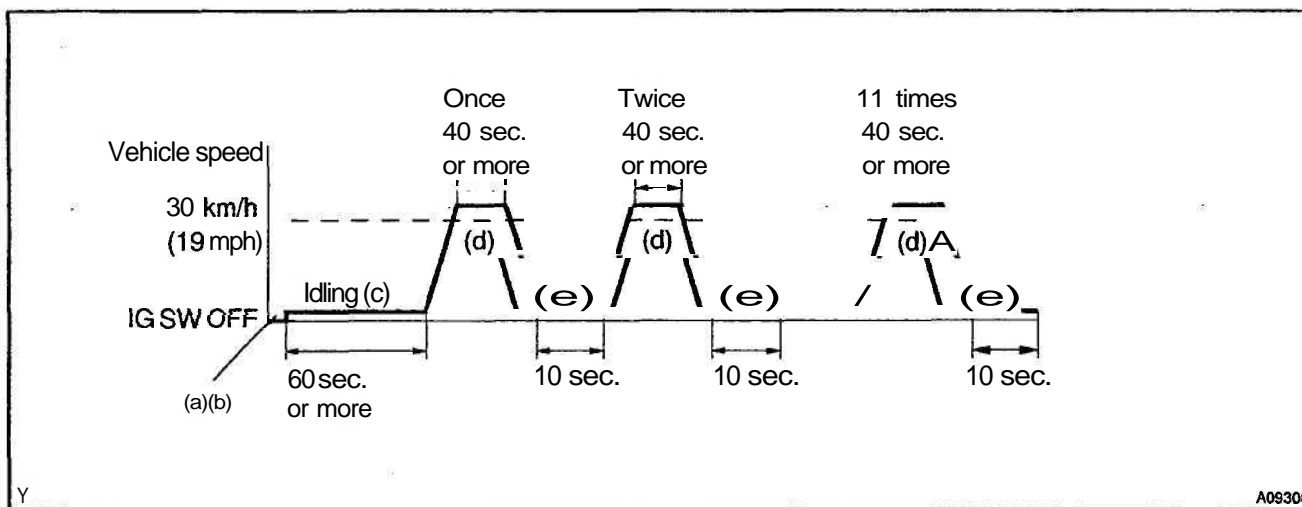 Once
40 sec.
or more
Twice
40 sec.
or more
11 times
40 sec.
or more
Vehicle speed
30 km/h
(19 mph)
(d)
(d)
(d)
Idling (c)
(e)
(e)
(e)
IG SW OFF
60 sec.
or more
10 sec.
10 sec.
10 sec.
(a)(b)
Y